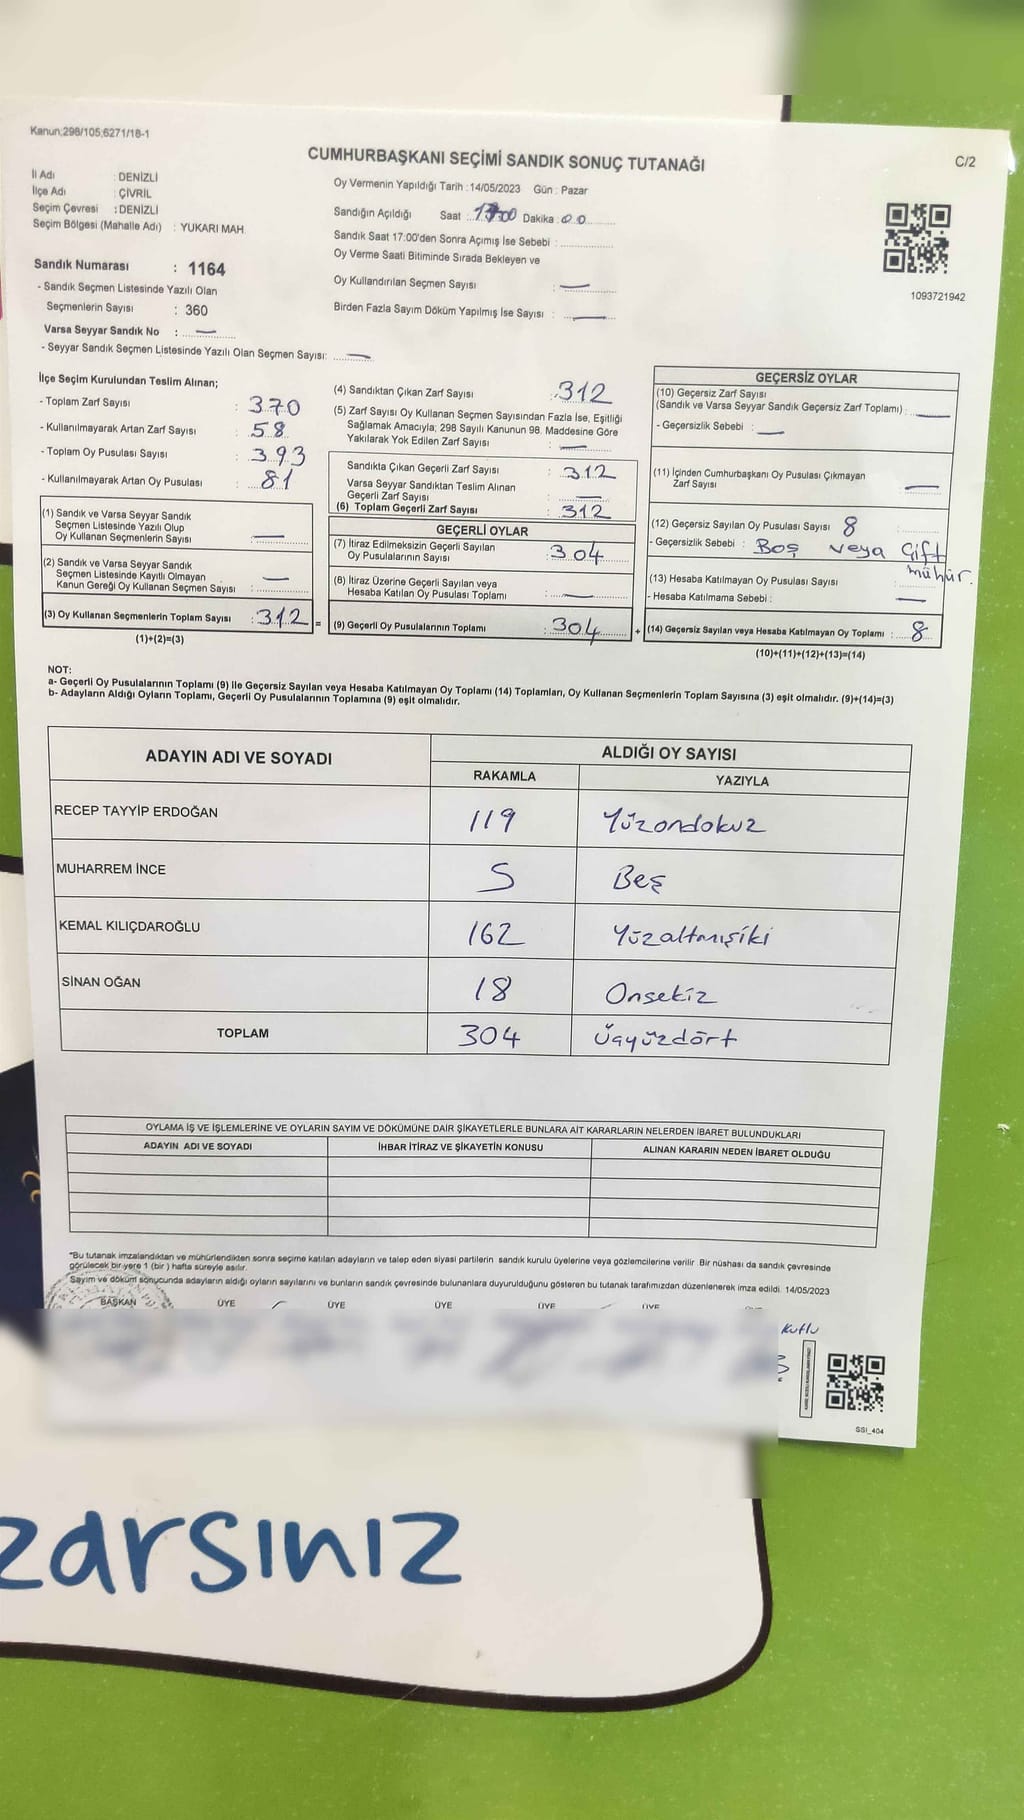 Kanun;298/105;6271/18-1
CUMHURBAŞKANI SEÇİMİ SANDIK SONUÇ TUTANAĞI
C/2
İl Adı : DENİZLİ
İlçe Adı : ÇİVRİL
Seçim Çevresi : DENİZLİ
Seçim Bölgesi (Mahalle Adı) : YUKARI MAH.
Oy Vermenin Yapıldığı Tarih : 14/05/2023 Gün : Pazar
Sandığın Açıldığı Saat : 17:00 Dakika : 00
Sandık Saat 17:00'den Sonra Açımış İse Sebebi :
Oy Verme Saati Bitiminde Sırada Bekleyen ve
Oy Kullandırılan Seçmen Sayısı : —
Birden Fazla Sayım Döküm Yapılmış İse Sayısı : —
1093721942
Sandık Numarası : 1164
- Sandık Seçmen Listesinde Yazılı Olan
Seçmenlerin Sayısı : 360
Varsa Seyyar Sandık No : —
- Seyyar Sandık Seçmen Listesinde Yazılı Olan Seçmen Sayısı: —
İlçe Seçim Kurulundan Teslim Alınan;
- Toplam Zarf Sayısı : 370
- Kullanılmayarak Artan Zarf Sayısı : 58
- Toplam Oy Pusulası Sayısı : 393
- Kullanılmayarak Artan Oy Pusulası : 81
(1) Sandık ve Varsa Seyyar Sandık
Seçmen Listesinde Yazılı Olup
Oy Kullanan Seçmenlerin Sayısı : —
(2) Sandık ve Varsa Seyyar Sandık
Seçmen Listesinde Kayıtlı Olmayan
Kanun Gereği Oy Kullanan Seçmen Sayısı : —
(3) Oy Kullanan Seçmenlerin Toplam Sayısı : 312 =
(1)+(2)=(3)
(4) Sandıktan Çıkan Zarf Sayısı : 312
(5) Zarf Sayısı Oy Kullanan Seçmen Sayısından Fazla İse, Eşitliği
Sağlamak Amacıyla; 298 Sayılı Kanunun 98. Maddesine Göre
Yakılarak Yok Edilen Zarf Sayısı : —
Sandıkta Çıkan Geçerli Zarf Sayısı : 312
Varsa Seyyar Sandıktan Teslim Alınan
Geçerli Zarf Sayısı : —
(6) Toplam Geçerli Zarf Sayısı : 312
GEÇERLİ OYLAR
(7) İtiraz Edilmeksizin Geçerli Sayılan
Oy Pusulalarının Sayısı : 304
(8) İtiraz Üzerine Geçerli Sayılan veya
Hesaba Katılan Oy Pusulası Toplamı : —
(9) Geçerli Oy Pusulalarının Toplamı : 304 +
GEÇERSİZ OYLAR
(10) Geçersiz Zarf Sayısı
(Sandık ve Varsa Seyyar Sandık Geçersiz Zarf Toplamı) : —
- Geçersizlik Sebebi : —
(11) İçinden Cumhurbaşkanı Oy Pusulası Çıkmayan
Zarf Sayısı : —
(12) Geçersiz Sayılan Oy Pusulası Sayısı 8
- Geçersizlik Sebebi : Boş veya Çift
mühür.
(13) Hesaba Katılmayan Oy Pusulası Sayısı :
- Hesaba Katılmama Sebebi : —
(14) Geçersiz Sayılan veya Hesaba Katılmayan Oy Toplamı : 8
(10)+(11)+(12)+(13)=(14)
NOT:
a- Geçerli Oy Pusulalarının Toplamı (9) ile Geçersiz Sayılan veya Hesaba Katılmayan Oy Toplamı (14) Toplamları, Oy Kullanan Seçmenlerin Toplam Sayısına (3) eşit olmalıdır. (9)+(14)=(3)
b- Adayların Aldığı Oyların Toplamı, Geçerli Oy Pusulalarının Toplamına (9) eşit olmalıdır.
ADAYIN ADI VE SOYADI ALDIĞI OY SAYISI
RAKAMLA YAZIYLA
RECEP TAYYİP ERDOĞAN 119 Yüzondokuz
MUHARREM İNCE 5 Beş
KEMAL KILIÇDAROĞLU 162 Yüzaltmışiki
SİNAN OĞAN 18 Onsekiz
TOPLAM 304 Üçyüzdört
OYLAMA İŞ VE İŞLEMLERİNE VE OYLARIN SAYIM VE DÖKÜMÜNE DAİR ŞİKAYETLERLE BUNLARA AİT KARARLARIN NELERDEN İBARET BULUNDUKLARI
ADAYIN ADI VE SOYADI İHBAR İTİRAZ VE ŞİKAYETİN KONUSU ALINAN KARARIN NEDEN İBARET OLDUĞU
*Bu tutanak imzalandıktan ve mühürlendikten sonra seçime katılan adayların ve talep eden siyasi partilerin sandık kurulu üyelerine veya gözlemcilerine verilir. Bir nüshası da sandık çevresinde
görülecek bir yere 1 (bir) hafta süreyle asılır.
Sayım ve döküm sonucunda adayların aldığı oyların sayılarını ve bunların sandık çevresinde bulunanlara duyurulduğunu gösteren bu tutanak tarafımızdan düzenlenerek imza edildi. 14/05/2023
BAŞKAN ÜYE ÜYE ÜYE ÜYE ÜYE
Kutlu
SSI_404
zarsınız